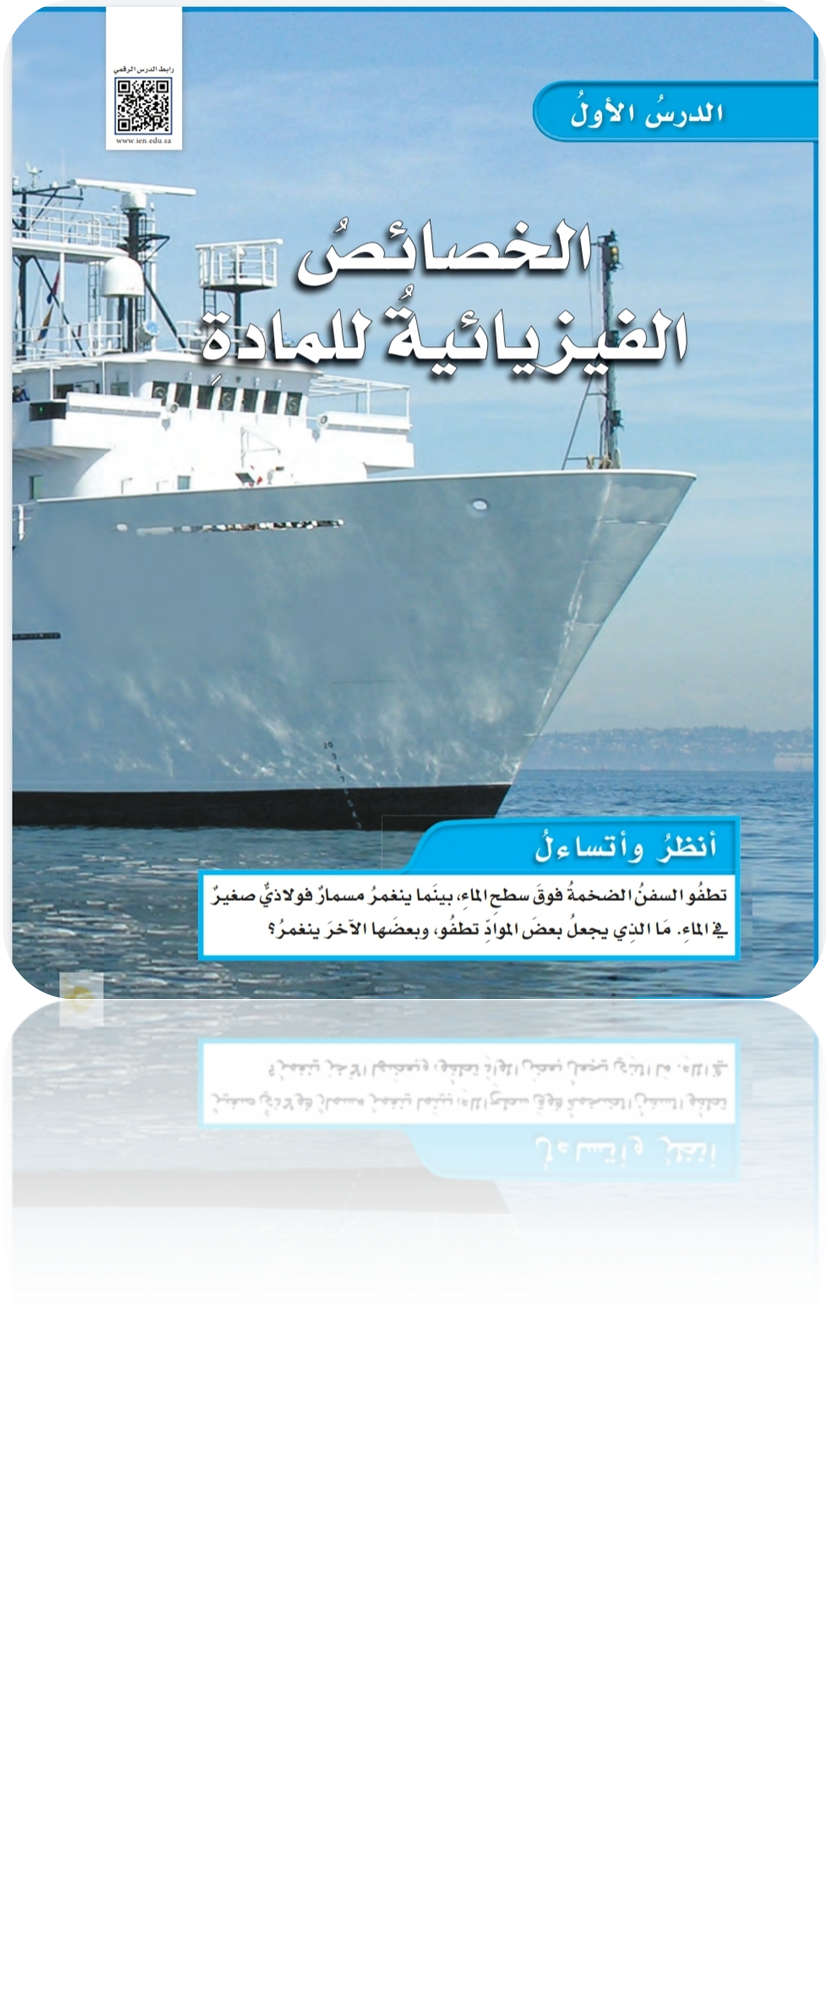 رابط الدرس الرقمي
www.ien.edu.sa
الدرسُ الأولُ
الخصائصُ
الفيزيائيةُ للمادةِ
أنظرُ وأتساءلُ
تطفُو السفنُ الضخمةُ فوقَ سطحِ الماءِ، بينَما ينغمرُ مسمارٌ فولاذيٌّ صغيرٌ
في الماءِ. مَا الذِي يجعلُ بعضَ الموادِّ تطفُو، وبعضَها الآخرَ ينغمرُ؟